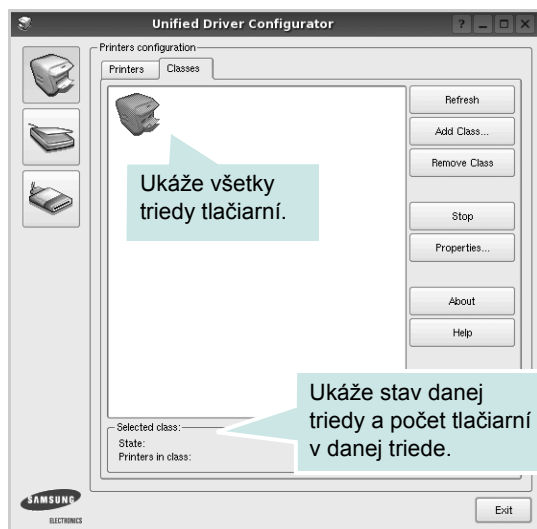 Unified Driver Configurator
Printers configuration
Printers
Classes
Refresh
Add Class...
Remove Class
Ukáže všetky
triedy tlačiarní.
Stop
Properties...
About
Help
Ukáže stav danej
triedy a počet tlačiarní
v danej triede.
Selected class:
State:
Printers in class:
SAMSUNG
ELECTRONICS
Exit